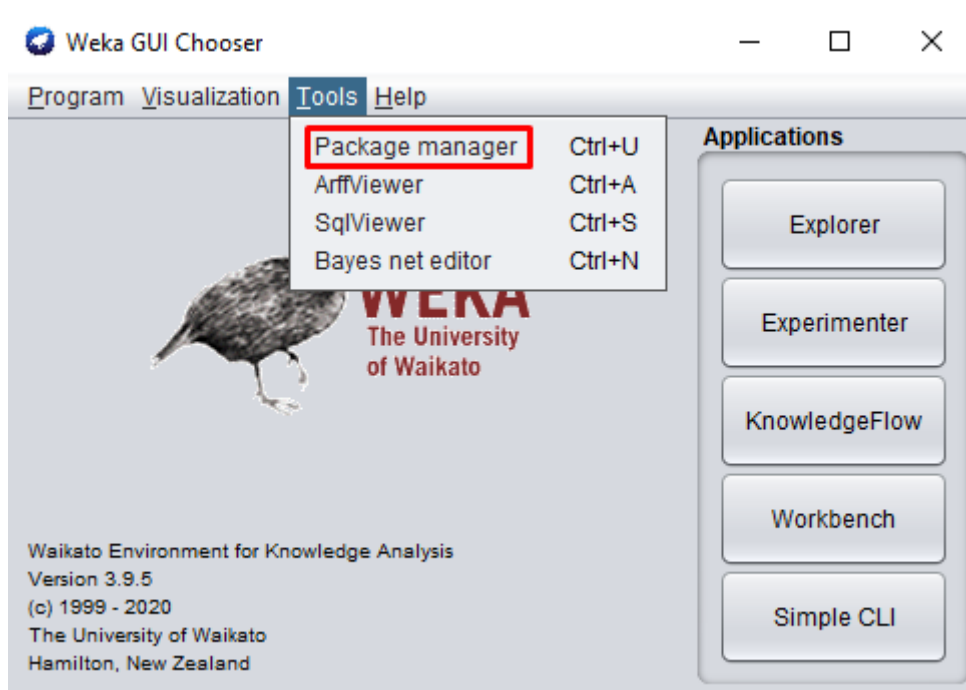 Weka GUI Chooser
Program Visualization Tools Help
Package manager Ctrl+U
ArffViewer Ctrl+A
SqlViewer Ctrl+S
Bayes net editor Ctrl+N
WEKA
The University
of Waikato
Waikato Environment for Knowledge Analysis
Version 3.9.5
(c) 1999 - 2020
The University of Waikato
Hamilton, New Zealand
Applications
Explorer
Experimenter
KnowledgeFlow
Workbench
Simple CLI